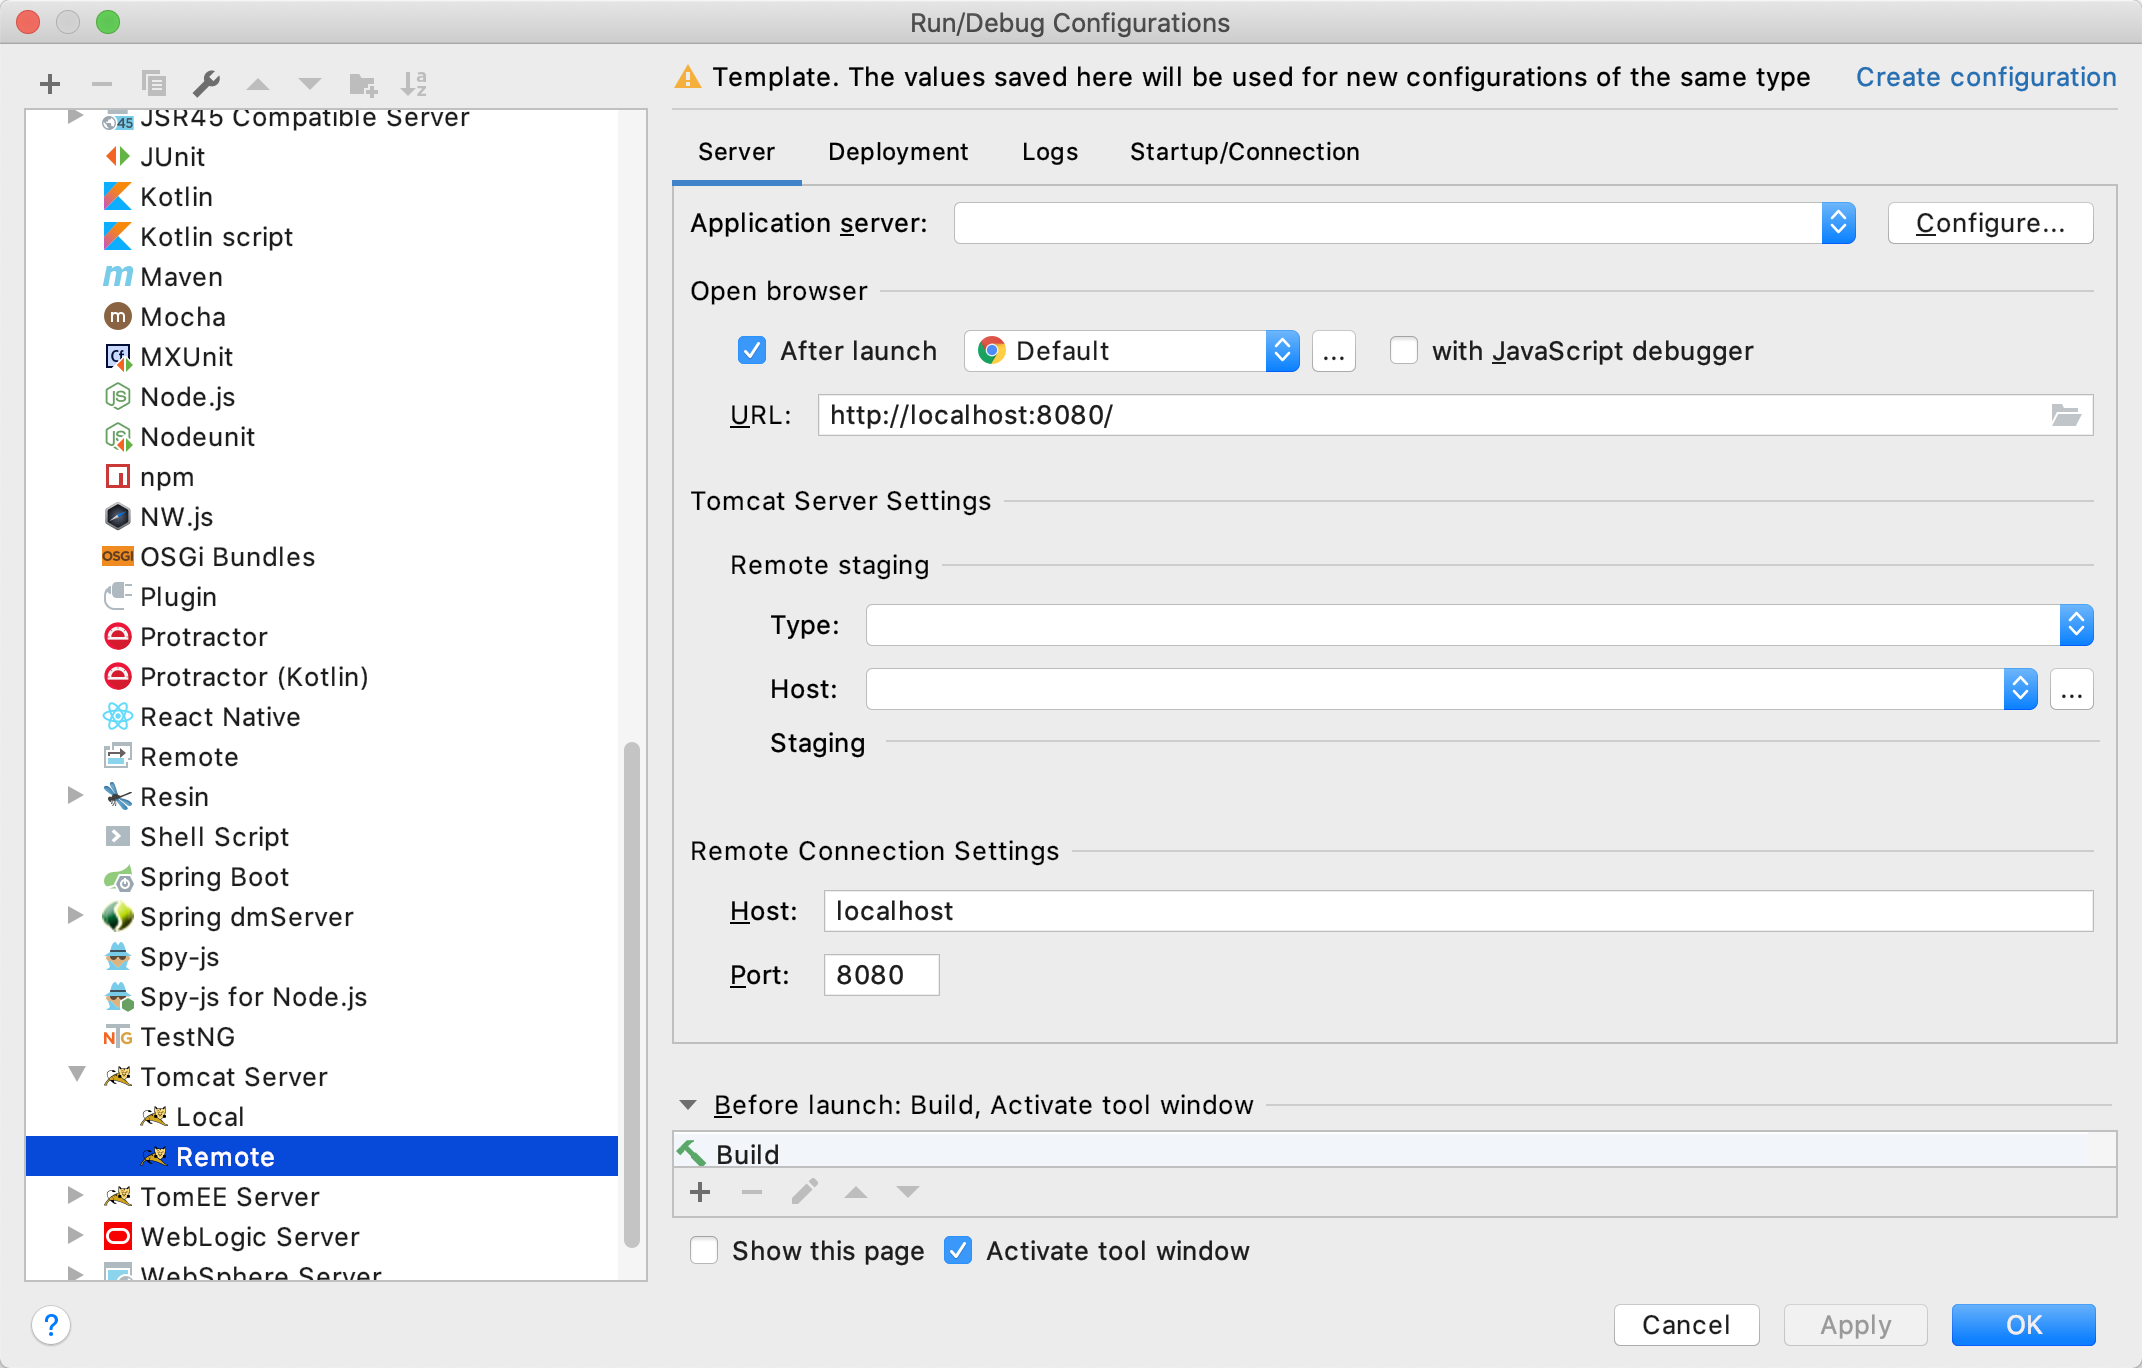 Run/Debug Configurations
Template. The values saved here will be used for new configurations of the same type
Create configuration
JSR45 Compatible Server
JUnit
Kotlin
Kotlin script
Maven
Mocha
MXUnit
Node.js
Nodeunit
npm
NW.js
OSGi Bundles
Plugin
Protractor
Protractor (Kotlin)
React Native
Remote
Resin
Shell Script
Spring Boot
Spring dmServer
Spy-js
Spy-js for Node.js
TestNG
Tomcat Server
Local
Remote
TomEE Server
WebLogic Server
WebSphere Server
Server Deployment Logs Startup/Connection
Application server: Configure...
Open browser
After launch Default ... with JavaScript debugger
URL: http://localhost:8080/
Tomcat Server Settings
Remote staging
Type:
Host: ...
Staging
Remote Connection Settings
Host: localhost
Port: 8080
Before launch: Build, Activate tool window
Build
Show this page Activate tool window
? Cancel Apply OK